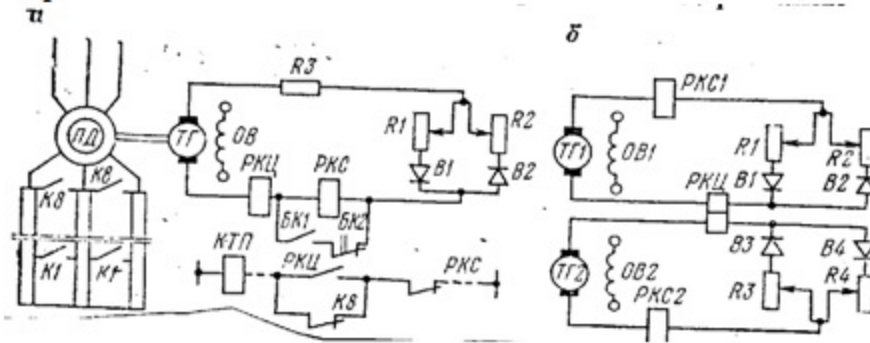 а
R3
R1
R2
ПД
ТГ
ОВ
РКЦ
РКС
В1
В2
К8
К8
БК1
БК2
К1
К1
КТП
РКЦ
РКС
К8
б
РКС1
ТГ1
ОВ1
R1
R2
РКЦ
В1
В2
ТГ2
ОВ2
В3
В4
R3
R4
РКС2